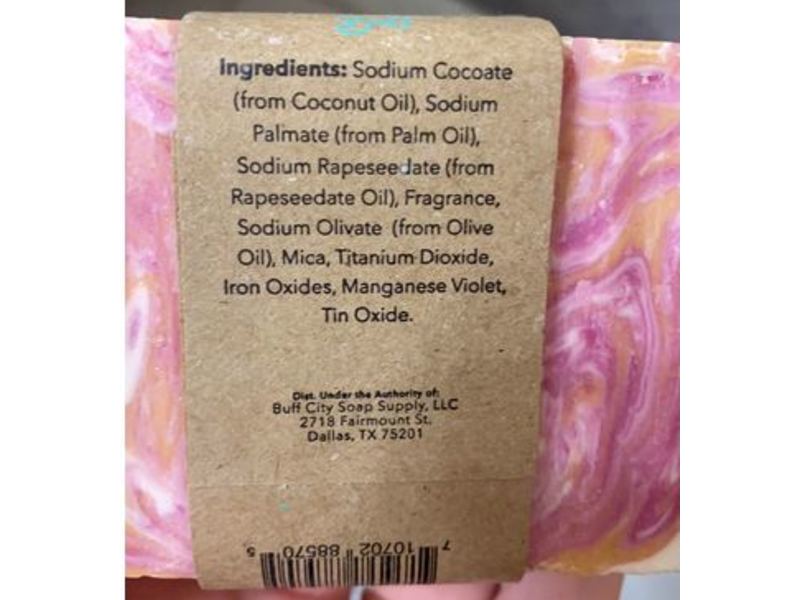 Ingredients: Sodium Cocoate
(from Coconut Oil), Sodium
Palmate (from Palm Oil),
Sodium Rapeseedate (from
Rapeseedate Oil), Fragrance,
Sodium Olivate (from Olive
Oil), Mica, Titanium Dioxide,
Iron Oxides, Manganese Violet,
Tin Oxide.
Dist. Under the Authority of:
Buff City Soap Supply, LLC
2718 Fairmount St.
Dallas, TX 75201
7 10702 88570 5